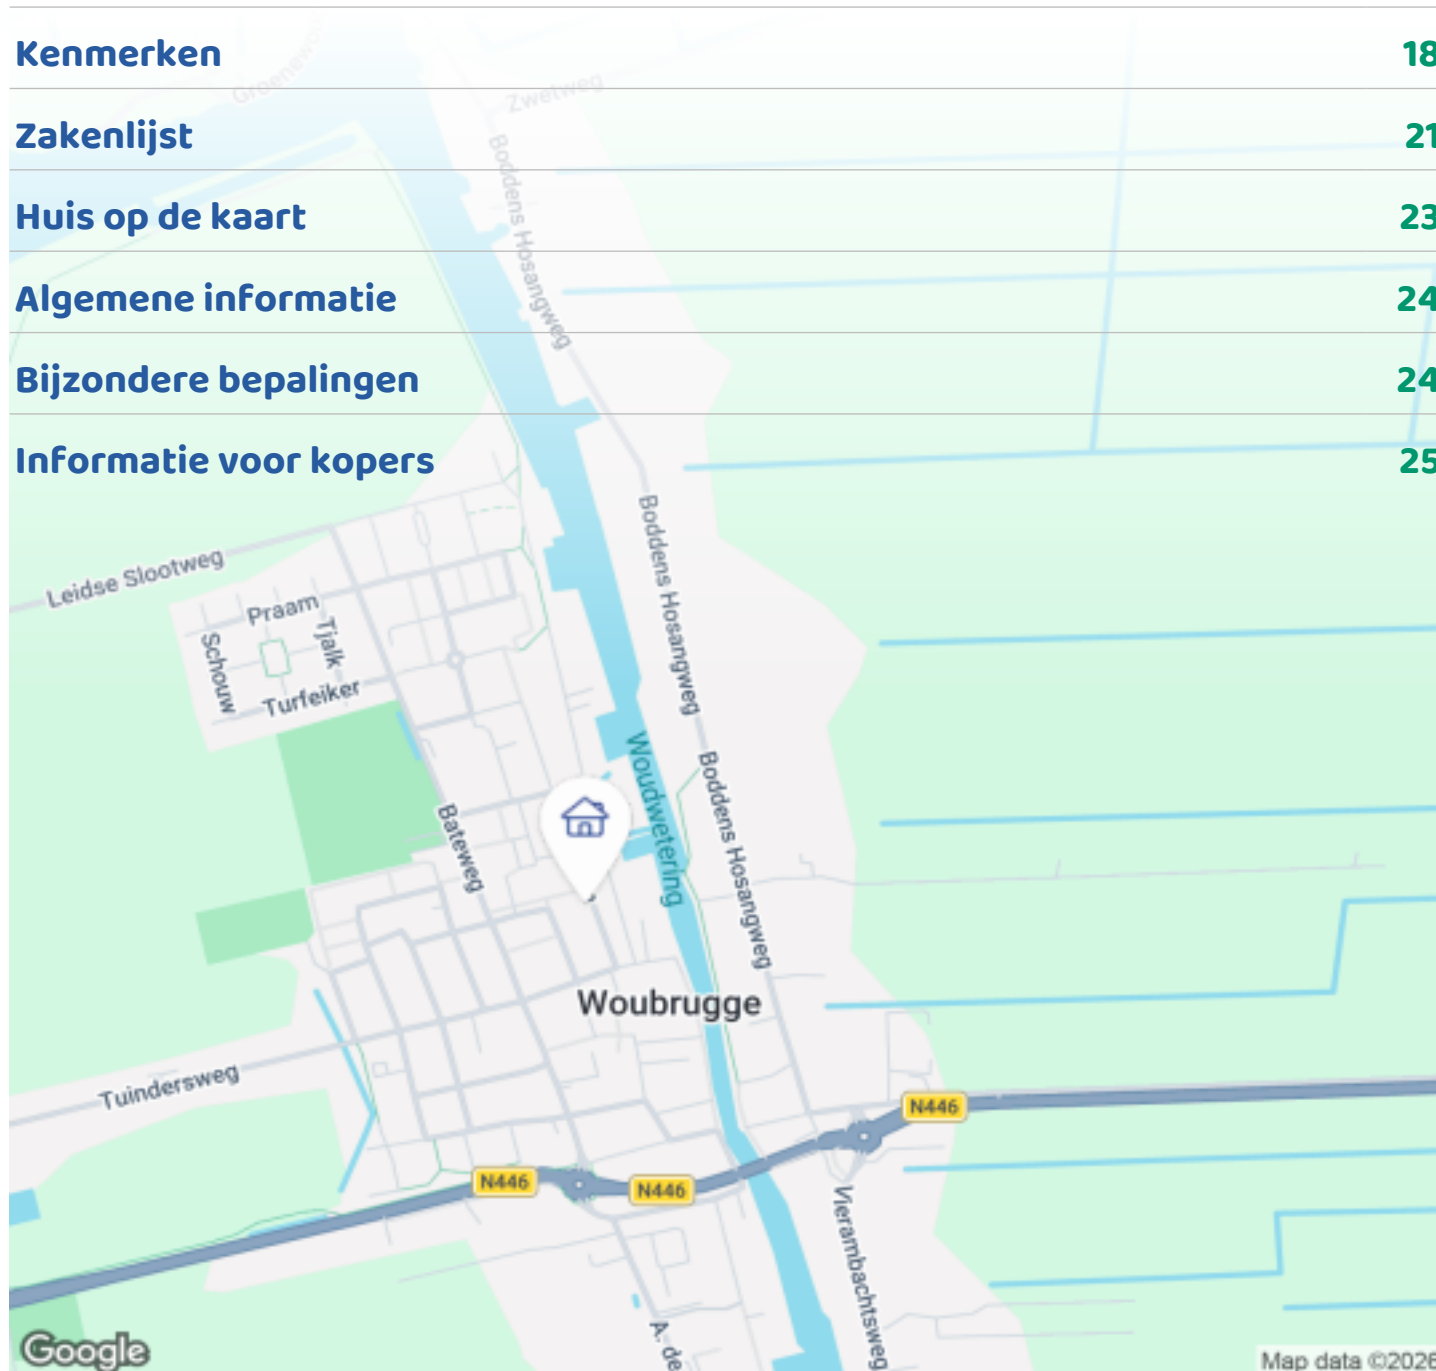 Kenmerken 18
Groenewe
Zwetweg
Zakenlijst 21
Boddens Hosangweg
Huis op de kaart 23
Algemene informatie 24
Bijzondere bepalingen 24
Informatie voor kopers 25
Boddens Hosangweg
Leidse Slootweg
Praam
Tjalk
Schouw
Turfeiker
Woudwetering
Boddens Hosangweg
Bateweg
Woubrugge
Tuindersweg
N446
N446
N446
Vierambachtsweg
A. de
Google
Map data ©2026